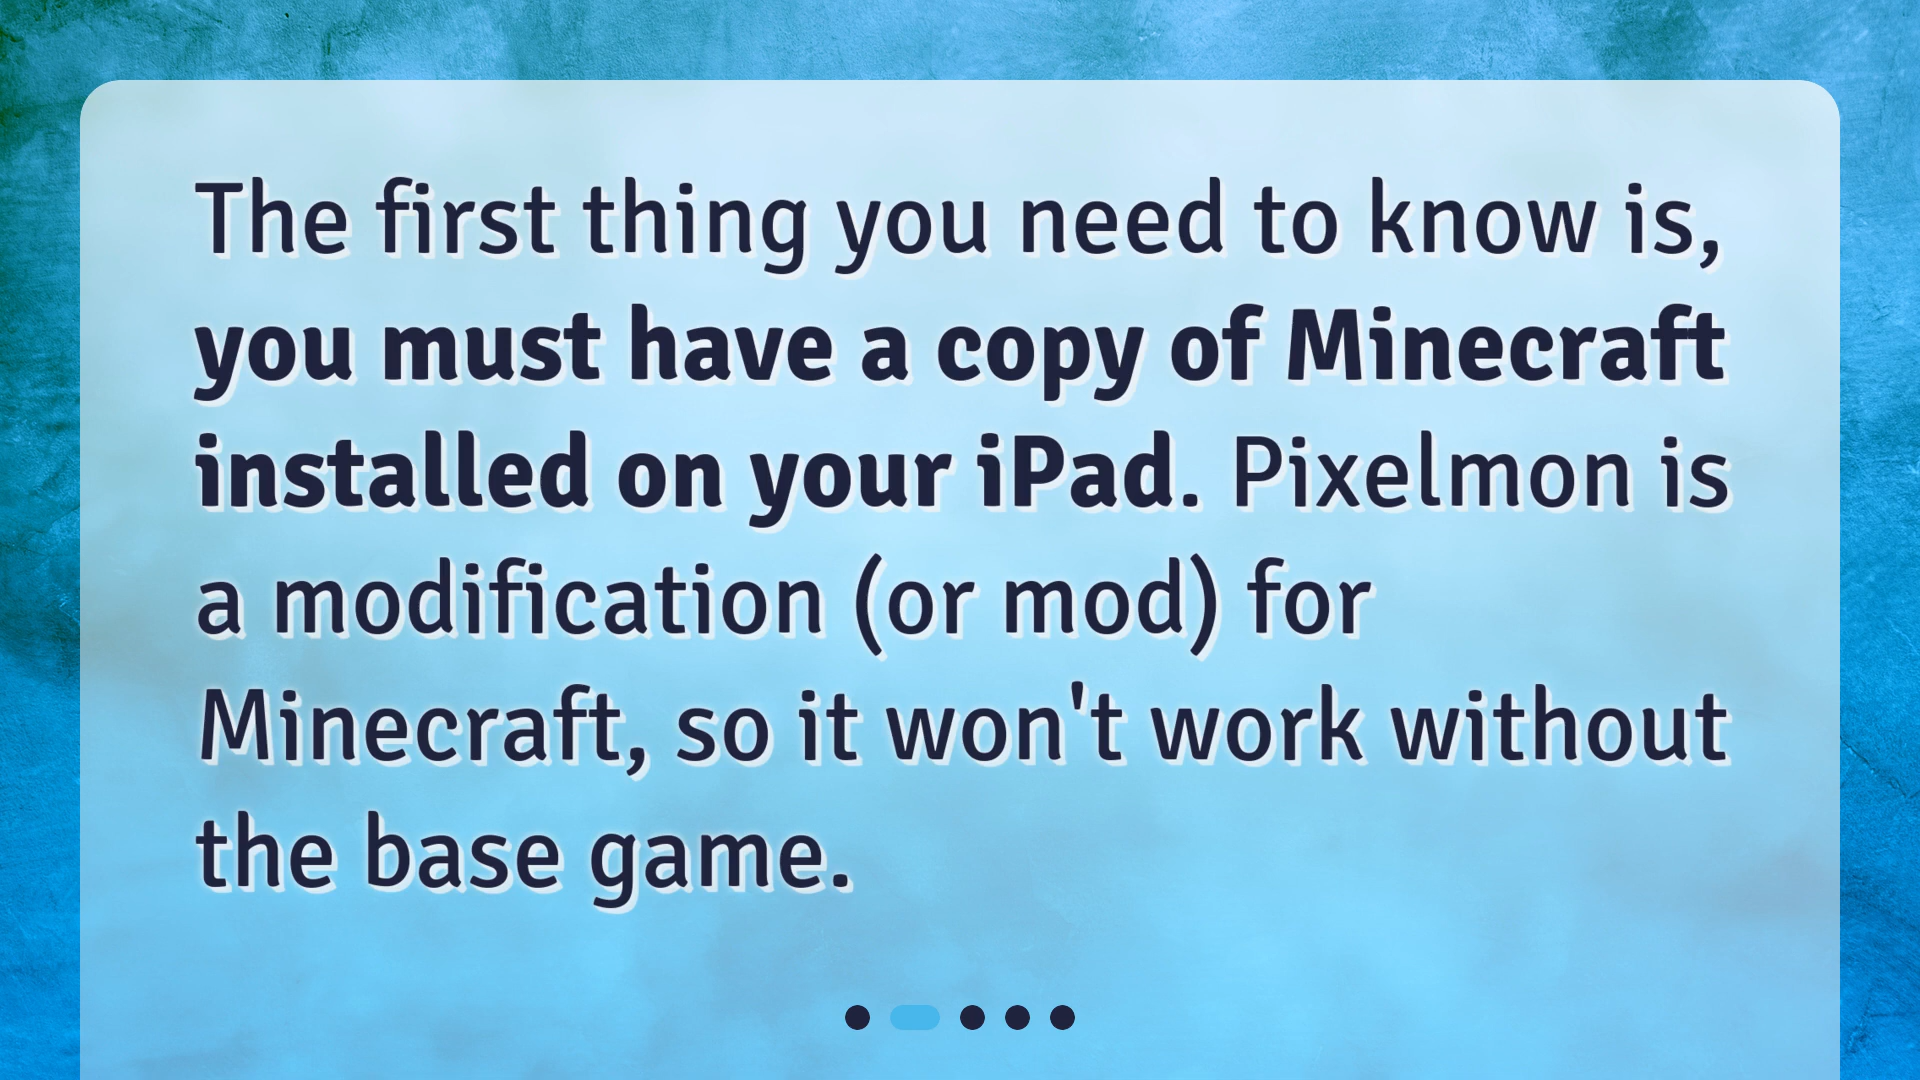 The first thing you need to know is,
you must have a copy of Minecraft
installed on your iPad. Pixelmon is
a modification (or mod) for
Minecraft, so it won't work without
the base game.